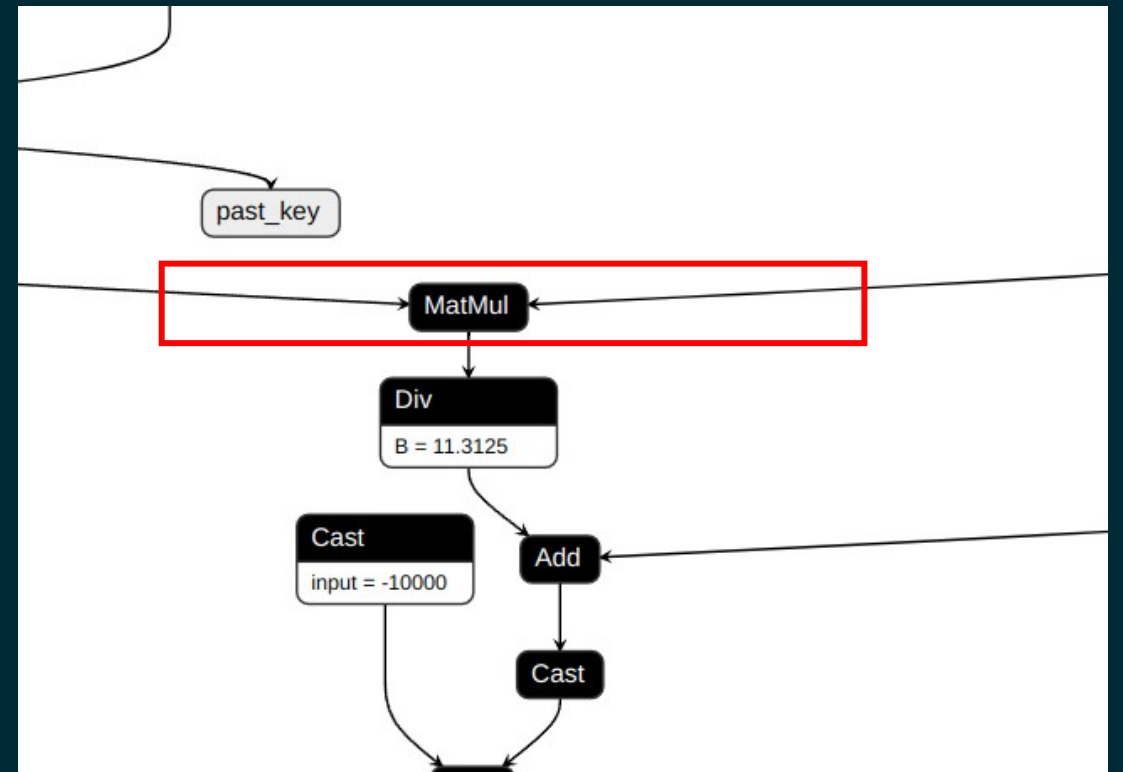 past_key
MatMul
Div
B = 11.3125
Cast
input = -10000
Add
Cast